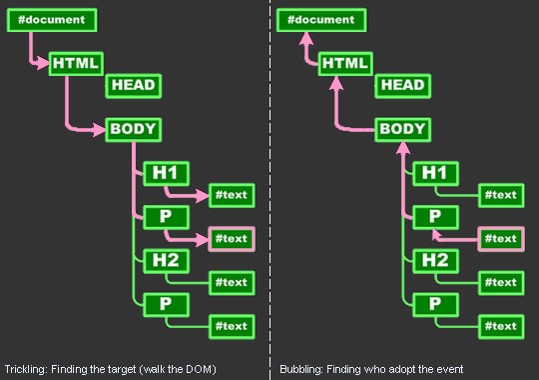 #document
HTML
HEAD
BODY
H1
#text
P
#text
H2
#text
P
#text
Trickling: Finding the target (walk the DOM)
#document
HTML
HEAD
BODY
H1
#text
P
#text
H2
#text
P
#text
Bubbling: Finding who adopt the event